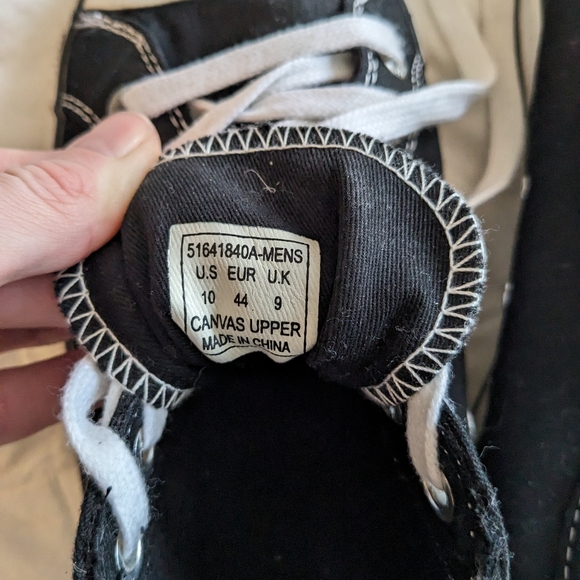 51641840A-MENS
U.S EUR U.K
10 44 9
CANVAS UPPER
MADE IN CHINA